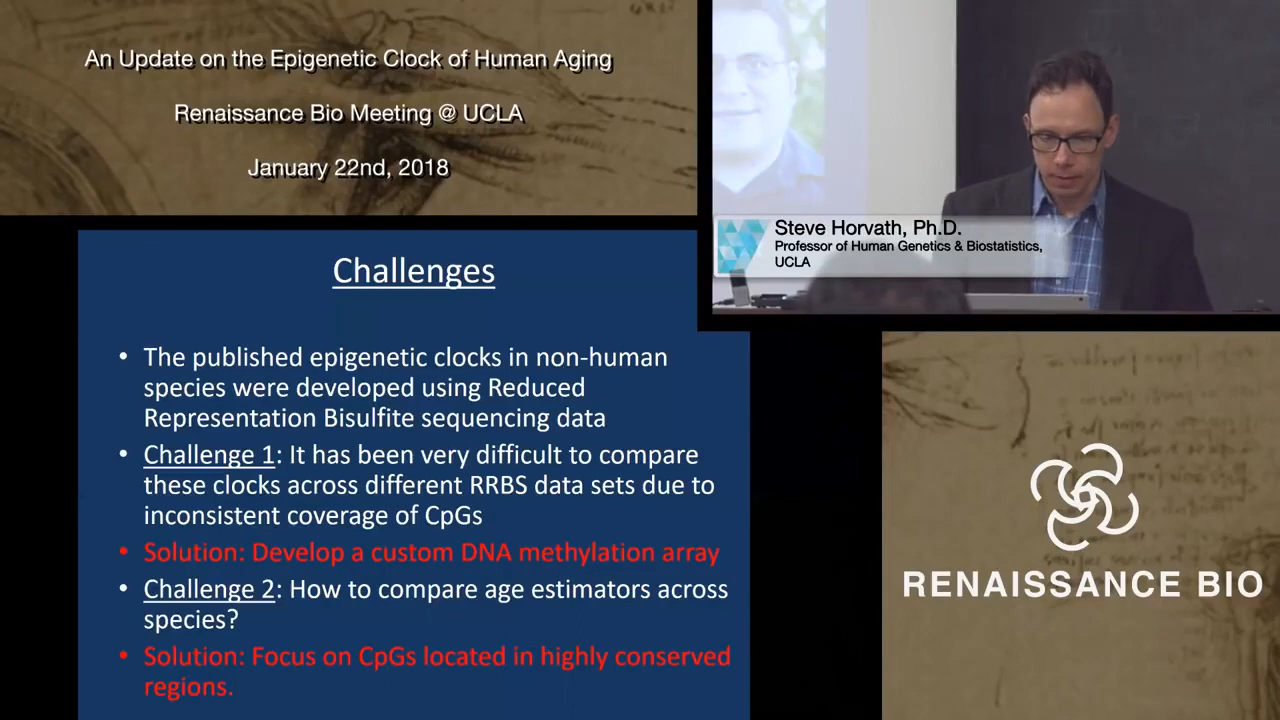 An Update on the Epigenetic Clock of Human Aging
Renaissance Bio Meeting @ UCLA
January 22nd, 2018
Steve Horvath, Ph.D.
Professor of Human Genetics & Biostatistics,
UCLA
Challenges
• The published epigenetic clocks in non-human
species were developed using Reduced
Representation Bisulfite sequencing data
• Challenge 1: It has been very difficult to compare
these clocks across different RRBS data sets due to
inconsistent coverage of CpGs
• Solution: Develop a custom DNA methylation array
• Challenge 2: How to compare age estimators across
species?
• Solution: Focus on CpGs located in highly conserved
regions.
RENAISSANCE BIO